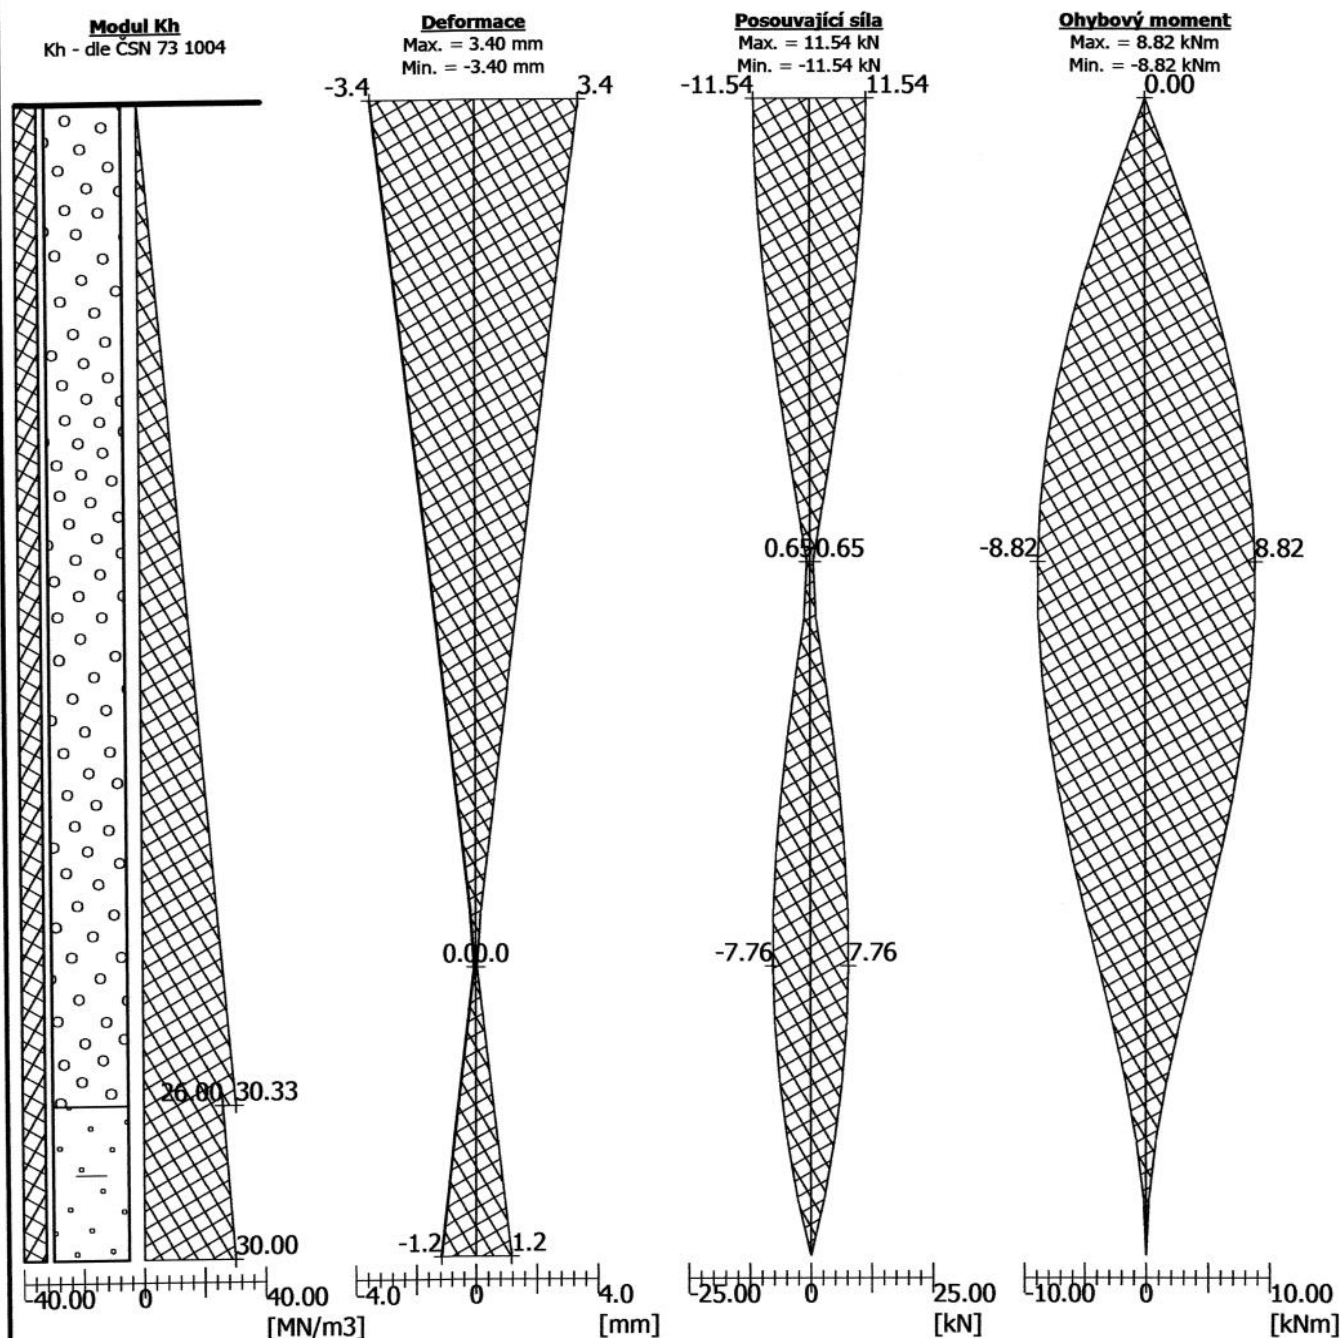 Modul Kh
Kh - dle ČSN 73 1004
Deformace
Max. = 3.40 mm
Min. = -3.40 mm
Posouvající síla
Max. = 11.54 kN
Min. = -11.54 kN
Ohybový moment
Max. = 8.82 kNm
Min. = -8.82 kNm
-3.4 3.4
-11.54 11.54
0.00
0.65 0.65
-8.82 8.82
0.0 0.0
-7.76 7.76
26.00 30.33
30.00
-1.2 1.2
-40.00 0 40.00
[MN/m3]
-4.0 0 4.0
[mm]
-25.00 0 25.00
[kN]
-10.00 0 10.00
[kNm]